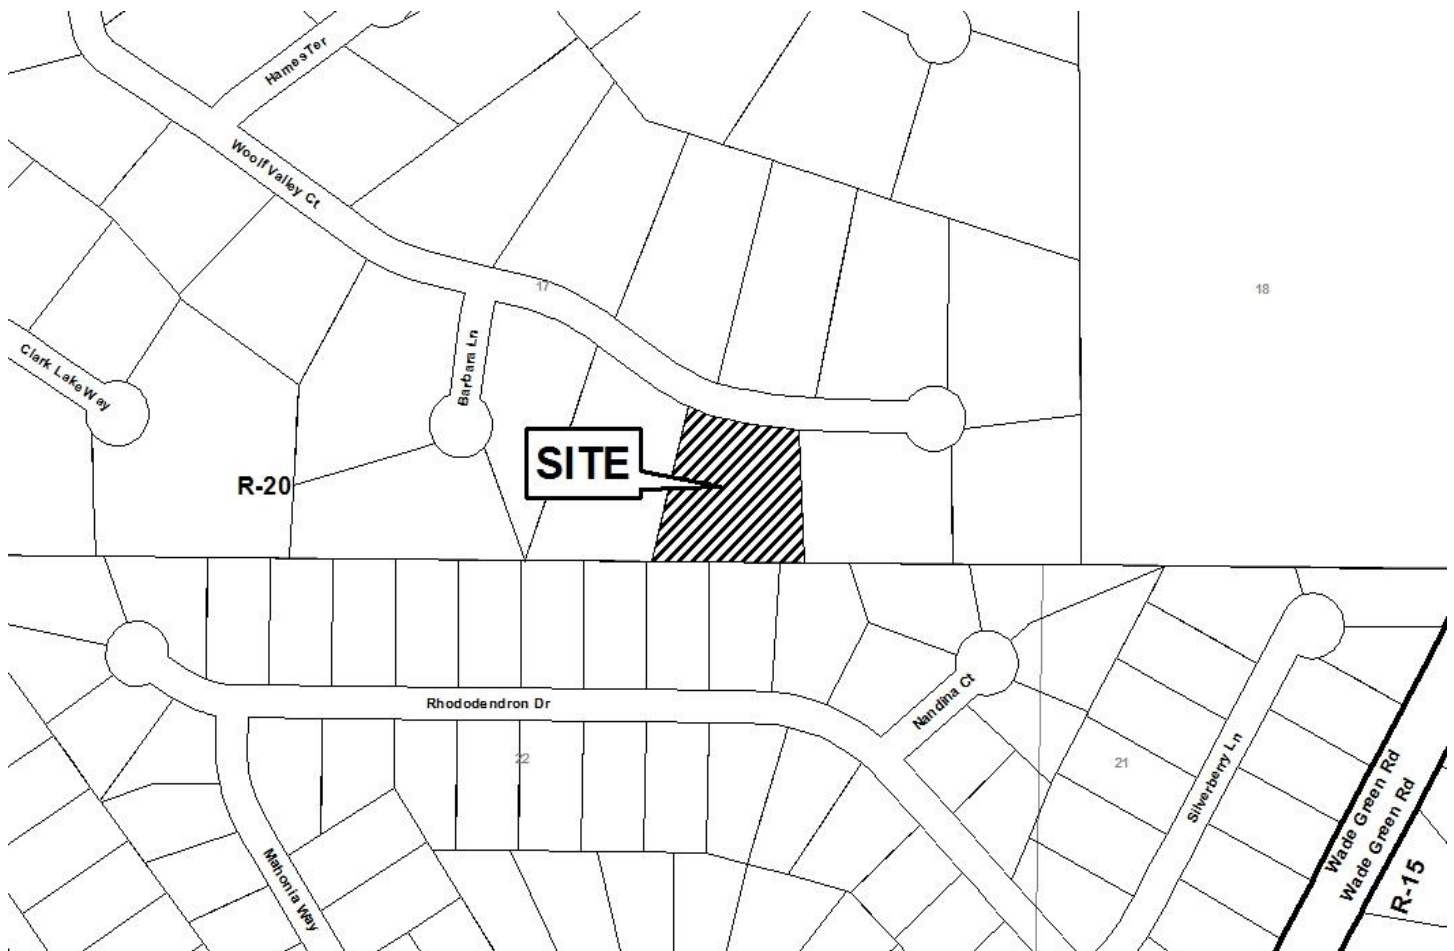 Hames Ter
Woolf Valley Ct
17
18
Barbara Ln
Clark Lake Way
SITE
R-20
Rhododendron Dr
Nandina Ct
22
21
Silverberry Ln
Wade Green Rd
Wade Green Rd
R-15
Mahonia Way